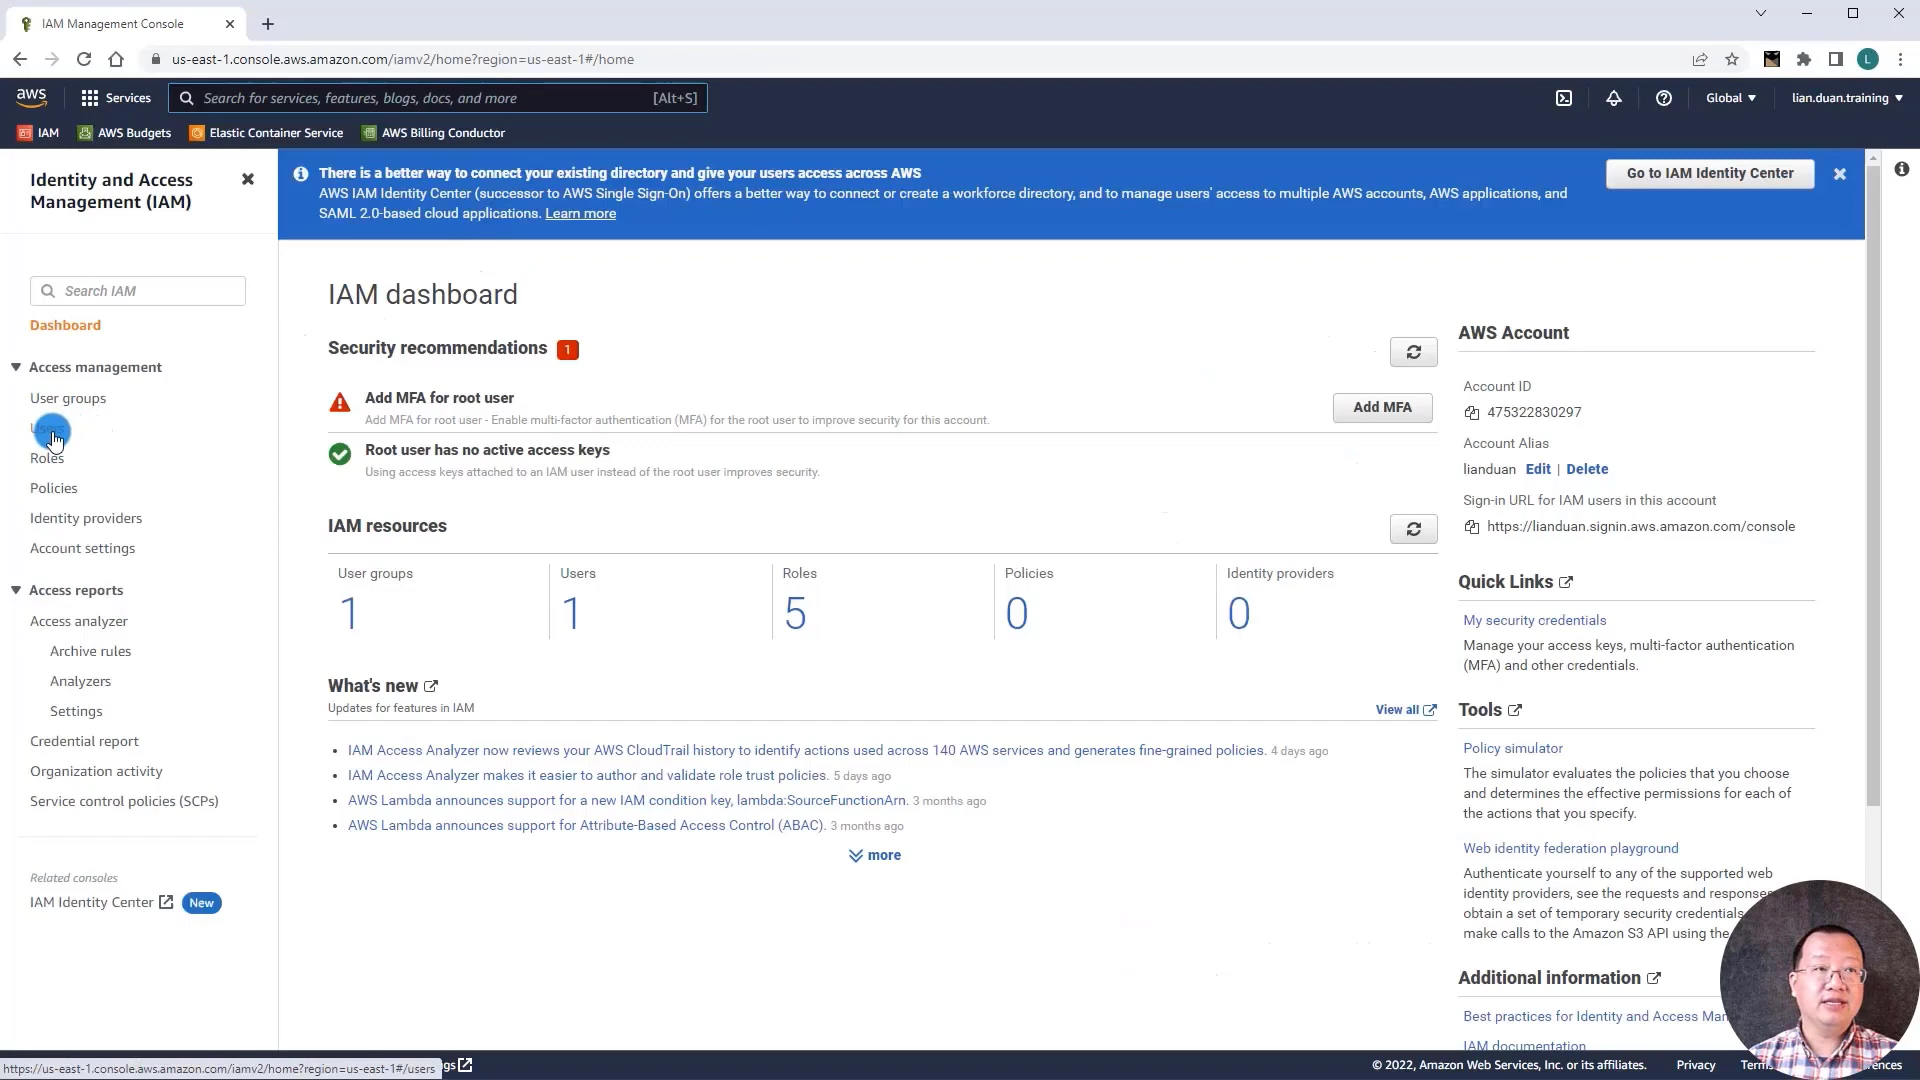 IAM Management Console
us-east-1.console.aws.amazon.com/iamv2/home?region=us-east-1#/home
L
aws
Services
Search for services, features, blogs, docs, and more
[Alt+S]
Global
lian.duan.training
IAM
AWS Budgets
Elastic Container Service
AWS Billing Conductor
Identity and Access
Management (IAM)
Search IAM
Dashboard
Access management
User groups
Users
Roles
Policies
Identity providers
Account settings
Access reports
Access analyzer
Archive rules
Analyzers
Settings
Credential report
Organization activity
Service control policies (SCPs)
Related consoles
IAM Identity Center
New
There is a better way to connect your existing directory and give your users access across AWS
AWS IAM Identity Center (successor to AWS Single Sign-On) offers a better way to connect or create a workforce directory, and to manage users' access to multiple AWS accounts, AWS applications, and
SAML 2.0-based cloud applications. Learn more
Go to IAM Identity Center
IAM dashboard
Security recommendations 1
Add MFA for root user
Add MFA for root user - Enable multi-factor authentication (MFA) for the root user to improve security for this account.
Add MFA
Root user has no active access keys
Using access keys attached to an IAM user instead of the root user improves security.
IAM resources
User groups
1
Users
1
Roles
5
Policies
0
Identity providers
0
What's new
Updates for features in IAM
View all
IAM Access Analyzer now reviews your AWS CloudTrail history to identify actions used across 140 AWS services and generates fine-grained policies. 4 days ago
IAM Access Analyzer makes it easier to author and validate role trust policies. 5 days ago
AWS Lambda announces support for a new IAM condition key, lambda:SourceFunctionArn. 3 months ago
AWS Lambda announces support for Attribute-Based Access Control (ABAC). 3 months ago
more
AWS Account
Account ID
475322830297
Account Alias
lianduan Edit | Delete
Sign-in URL for IAM users in this account
https://lianduan.signin.aws.amazon.com/console
Quick Links
My security credentials
Manage your access keys, multi-factor authentication
(MFA) and other credentials.
Tools
Policy simulator
The simulator evaluates the policies that you choose
and determines the effective permissions for each of
the actions that you specify.
Web identity federation playground
Authenticate yourself to any of the supported web
identity providers, see the requests and responses
obtain a set of temporary security credentials
make calls to the Amazon S3 API using the
Additional information
Best practices for Identity and Access Man
IAM documentation
https://us-east-1.console.aws.amazon.com/iamv2/home?region=us-east-1#/users
gs
© 2022, Amazon Web Services, Inc. or its affiliates.
Privacy
Terms
ences